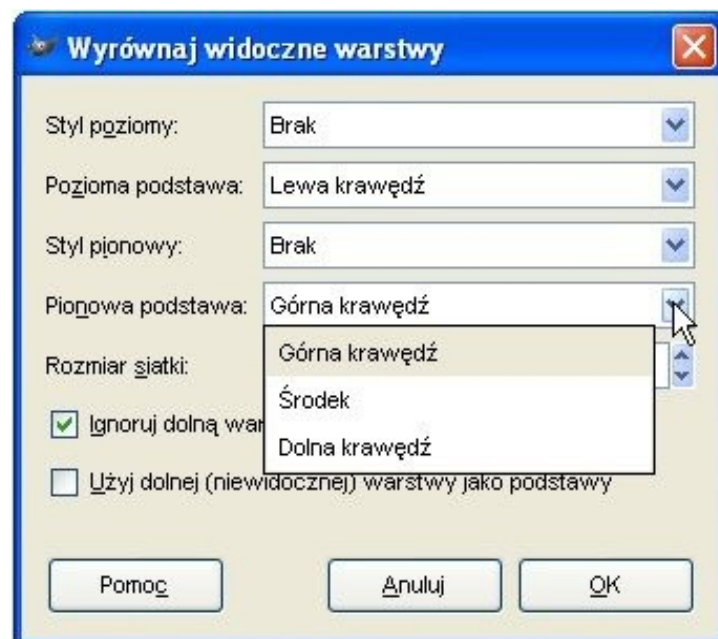 Wyrównaj widoczne warstwy
Styl poziomy: Brak
Pozioma podstawa: Lewa krawędź
Styl pionowy: Brak
Pionowa podstawa: Górna krawędź
Górna krawędź
Rozmiar siatki:
Środek
Ignoruj dolną
Dolna krawędź
Użyj dolnej (niewidocznej) warstwy jako podstawy
Pomoc Anuluj OK